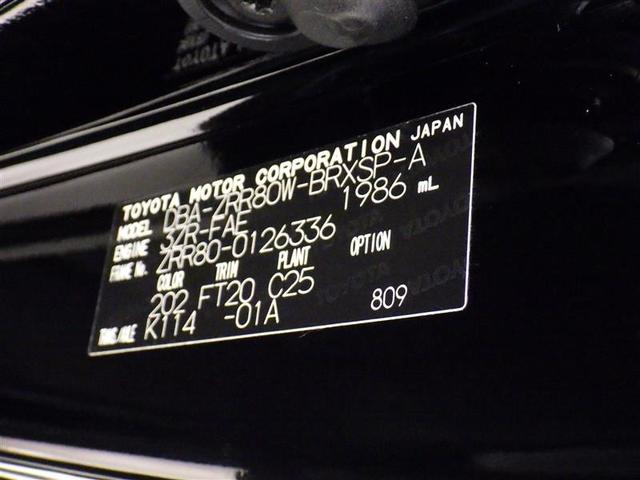 TOYOTA MOTOR CORPORATION JAPAN
MODEL DBA-ZRR80W-BRXSP-A
ENGINE 3ZR-FAE 1986 mL
FRAME No. ZRR80-0126336
COLOR TRIM PLANT OPTION
202 FT20 C25
TRANS/AXLE K114 -01A 809